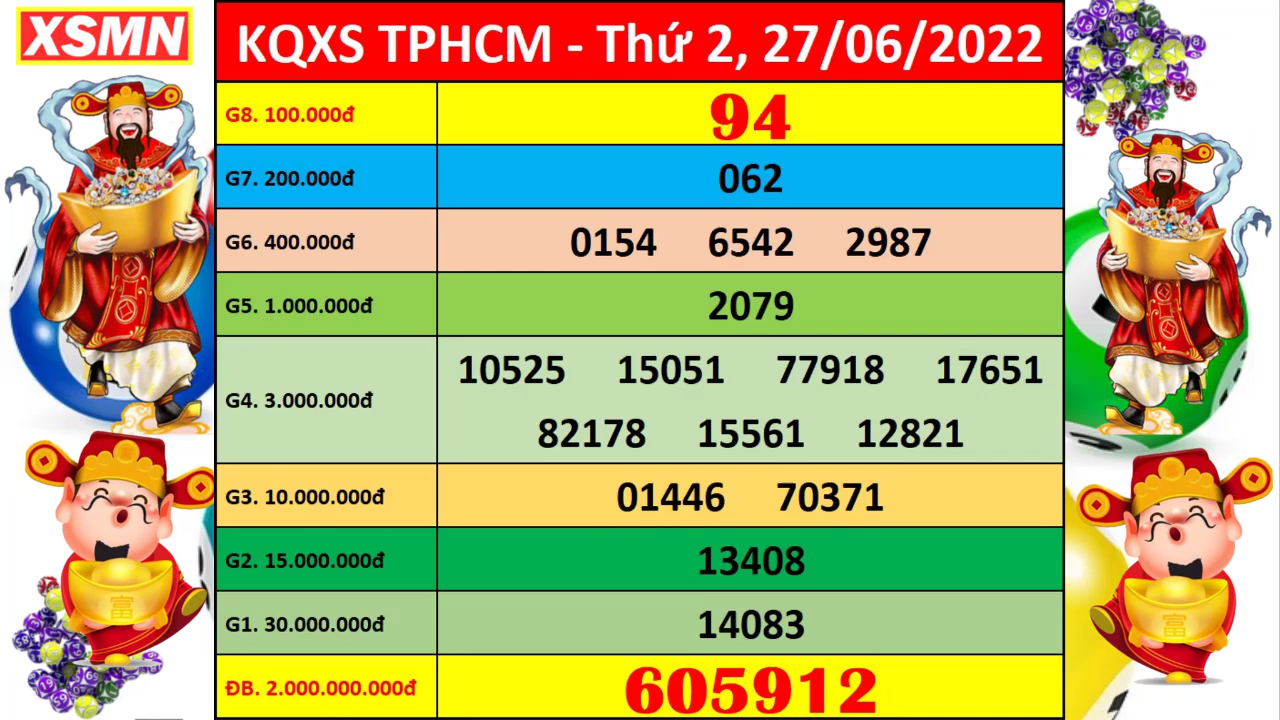 XSMN
KQXS TPHCM - Thứ 2, 27/06/2022
G8. 100.000đ 94
G7. 200.000đ 062
G6. 400.000đ 0154 6542 2987
G5. 1.000.000đ 2079
G4. 3.000.000đ 10525 15051 77918 17651
82178 15561 12821
G3. 10.000.000đ 01446 70371
G2. 15.000.000đ 13408
G1. 30.000.000đ 14083
ĐB. 2.000.000.000đ 605912
富
富